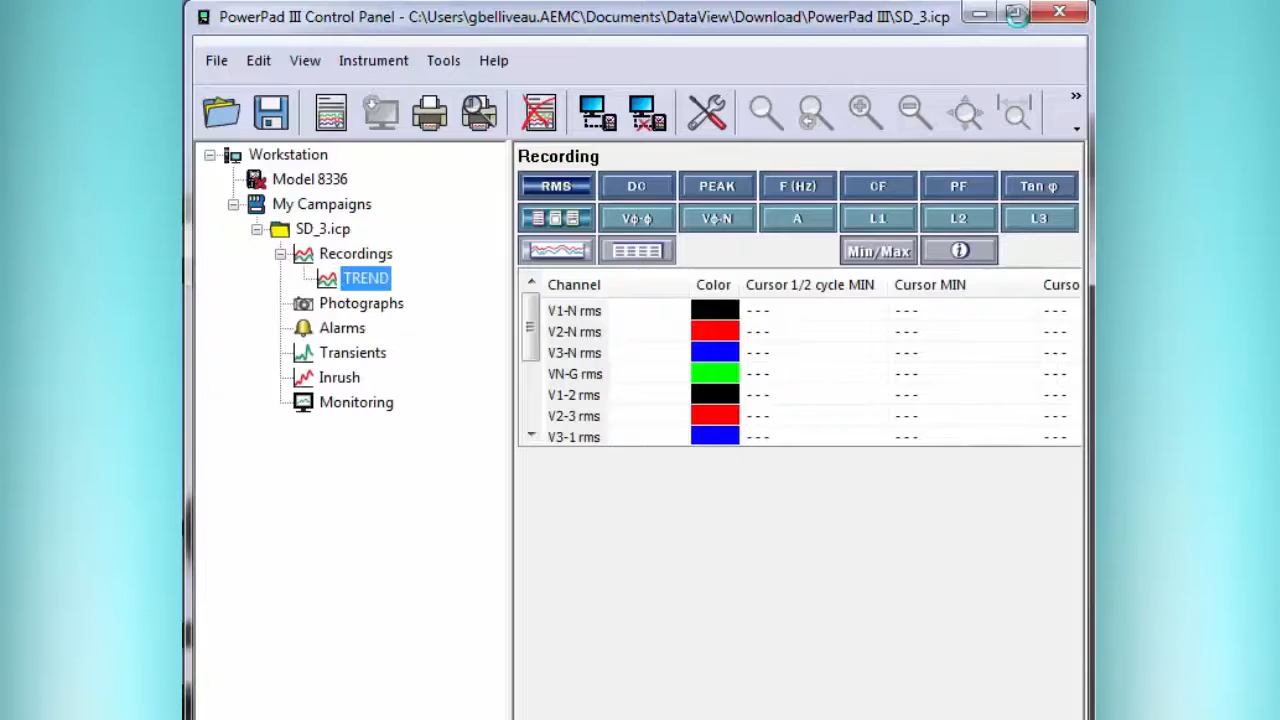 PowerPad III Control Panel - C:\Users\gbelliveau.AEMC\Documents\DataView\Download\PowerPad III\SD_3.icp
File Edit View Instrument Tools Help
»
Workstation
Model 8336
My Campaigns
SD_3.icp
Recordings
TREND
Photographs
Alarms
Transients
Inrush
Monitoring
Recording
RMS DC PEAK F (Hz) CF PF Tan φ
Vφ-φ Vφ-N A L1 L2 L3
Min/Max
Channel Color Cursor 1/2 cycle MIN Cursor MIN Curso
V1-N rms --- --- ---
V2-N rms --- --- ---
V3-N rms --- --- ---
VN-G rms --- --- ---
V1-2 rms --- --- ---
V2-3 rms --- --- ---
V3-1 rms --- --- ---